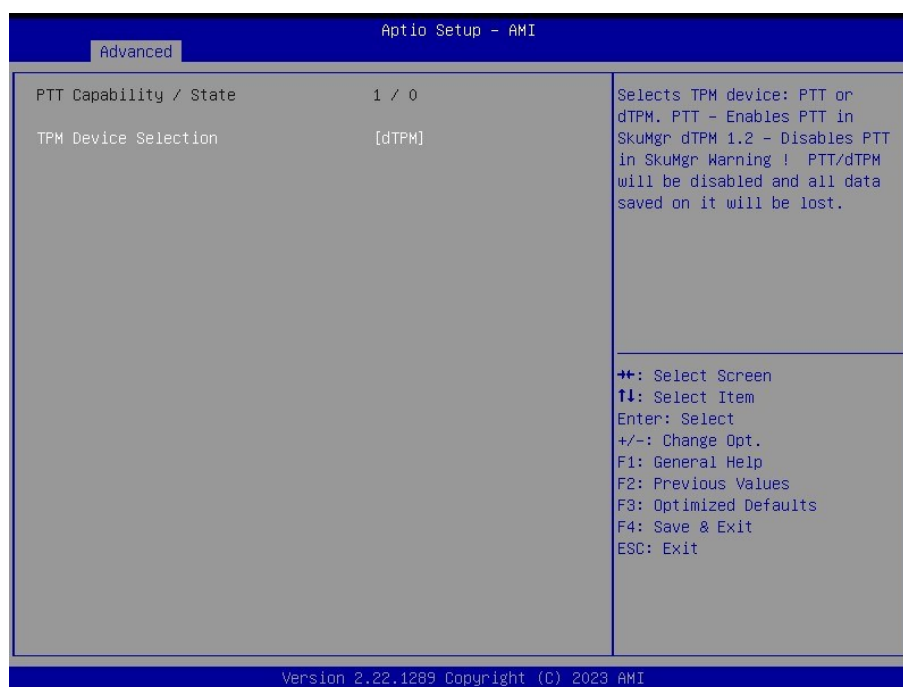 Aptio Setup - AMI
Advanced
PTT Capability / State 1 / 0
TPM Device Selection [dTPM]
Selects TPM device: PTT or
dTPM. PTT - Enables PTT in
SkuMgr dTPM 1.2 - Disables PTT
in SkuMgr Warning ! PTT/dTPM
will be disabled and all data
saved on it will be lost.
→←: Select Screen
↑↓: Select Item
Enter: Select
+/-: Change Opt.
F1: General Help
F2: Previous Values
F3: Optimized Defaults
F4: Save & Exit
ESC: Exit
Version 2.22.1289 Copyright (C) 2023 AMI